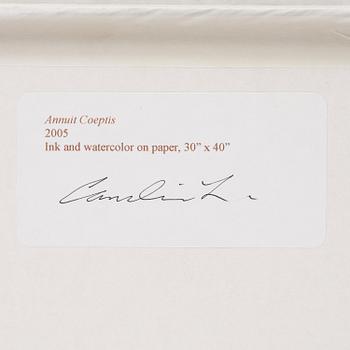 Annuit Coeptis
2005
Ink and watercolor on paper, 30” x 40”